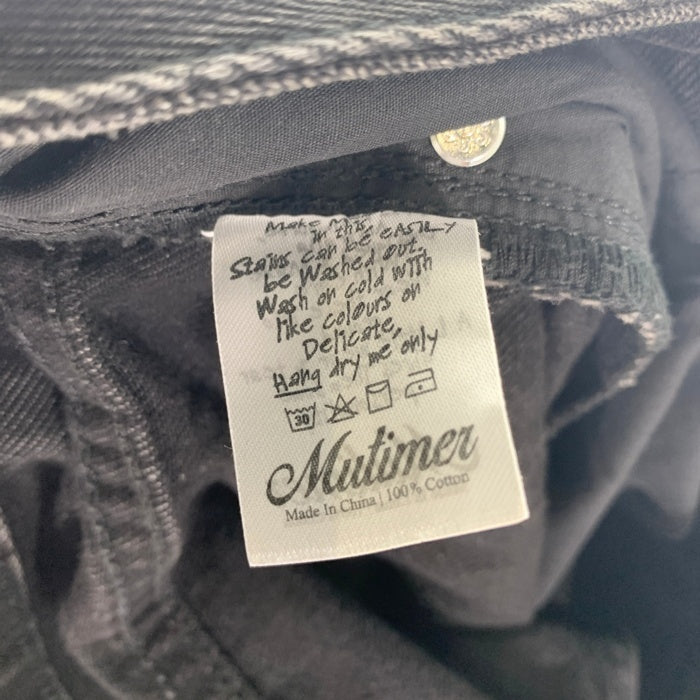 Make
in this
Stains can be eASILY
be Washed out.
Wash on cold with
like colours on
Delicate,
Hang dry me only
30
Mutimer
Made In China | 100% Cotton